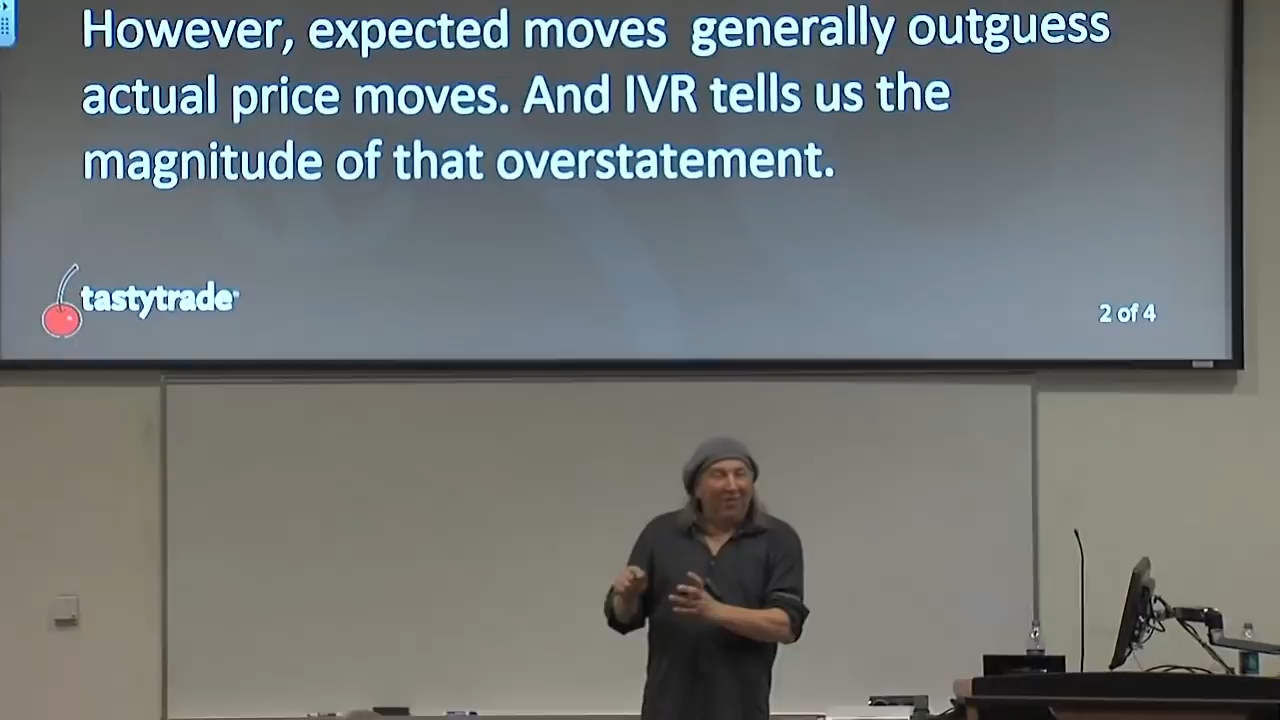 However, expected moves  generally outguess
actual price moves. And IVR tells us the
magnitude of that overstatement.
tastytrade
2 of 4